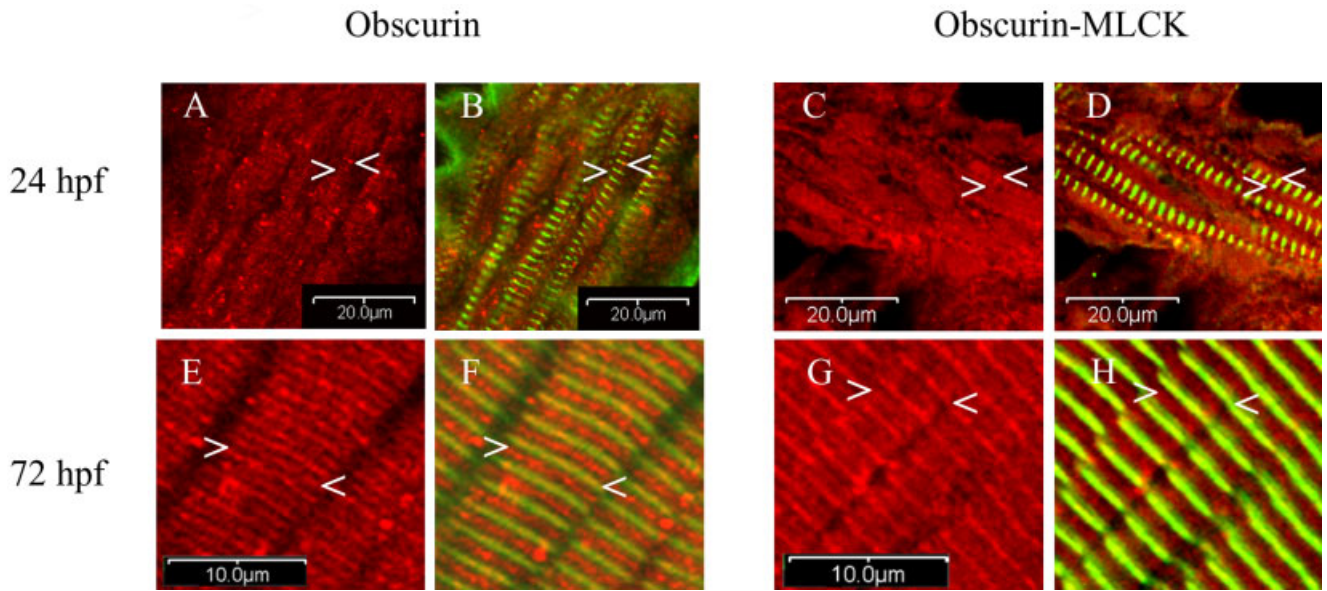 Obscurin Obscurin-MLCK
24 hpf
A B C D
20.0µm 20.0µm 20.0µm 20.0µm
72 hpf
E F G H
10.0µm 10.0µm